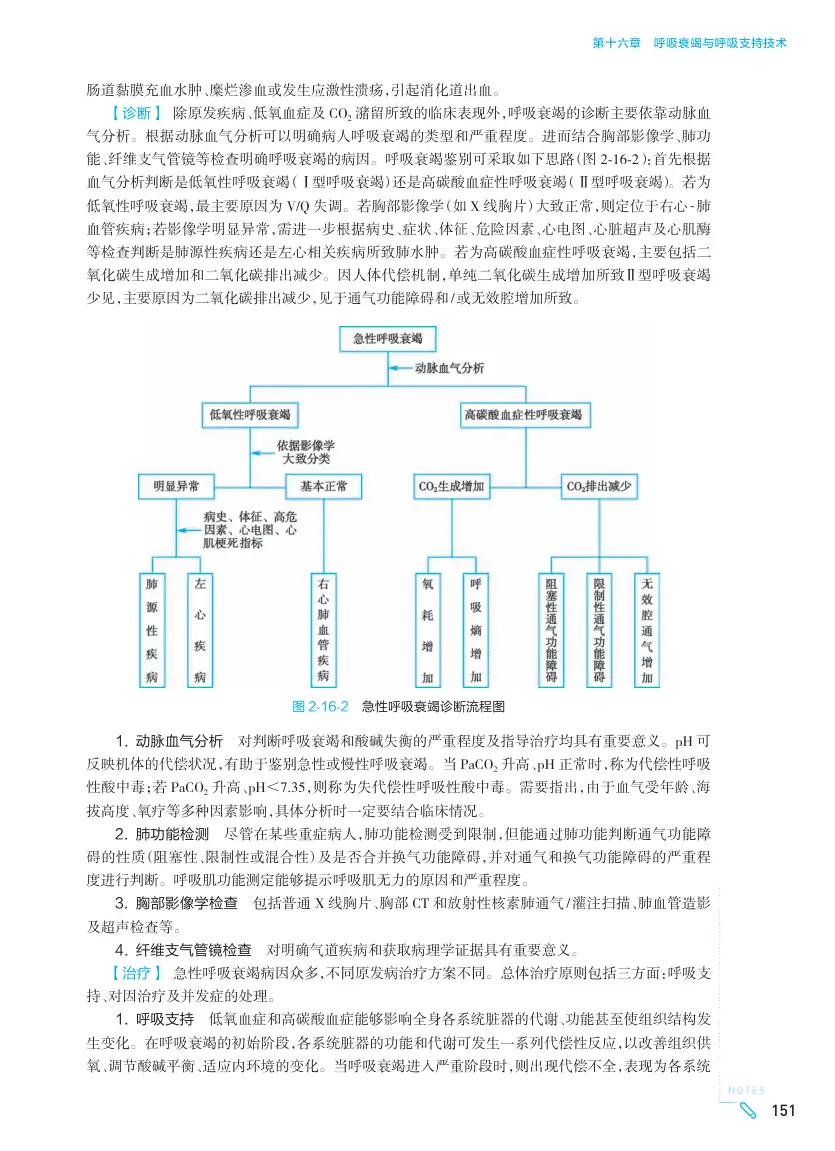 第十六章 呼吸衰竭与呼吸支持技术
肠道黏膜充血水肿、糜烂渗血或发生应激性溃疡,引起消化道出血。
【诊断】 除原发疾病、低氧血症及 CO₂ 潴留所致的临床表现外,呼吸衰竭的诊断主要依靠动脉血
气分析。根据动脉血气分析可以明确病人呼吸衰竭的类型和严重程度。进而结合胸部影像学、肺功
能、纤维支气管镜等检查明确呼吸衰竭的病因。呼吸衰竭鉴别可采取如下思路(图 2-16-2):首先根据
血气分析判断是低氧性呼吸衰竭(Ⅰ型呼吸衰竭)还是高碳酸血症性呼吸衰竭(Ⅱ型呼吸衰竭)。若为
低氧性呼吸衰竭,最主要原因为 V/Q 失调。若胸部影像学(如 X 线胸片)大致正常,则定位于右心-肺
血管疾病;若影像学明显异常,需进一步根据病史、症状、体征、危险因素、心电图、心脏超声及心肌酶
等检查判断是肺源性疾病还是左心相关疾病所致肺水肿。若为高碳酸血症性呼吸衰竭,主要包括二
氧化碳生成增加和二氧化碳排出减少。因人体代偿机制,单纯二氧化碳生成增加所致Ⅱ型呼吸衰竭
少见,主要原因为二氧化碳排出减少,见于通气功能障碍和/或无效腔增加所致。
急性呼吸衰竭
动脉血气分析
低氧性呼吸衰竭
高碳酸血症性呼吸衰竭
依据影像学
大致分类
明显异常
基本正常
CO₂生成增加
CO₂排出减少
病史、体征、高危
因素、心电图、心
肌梗死指标
肺源性疾病
左心疾病
右心肺血管疾病
氧耗增加
呼吸熵增加
阻塞性通气功能障碍
限制性通气功能障碍
无效腔通气增加
图 2-16-2 急性呼吸衰竭诊断流程图
1. 动脉血气分析 对判断呼吸衰竭和酸碱失衡的严重程度及指导治疗均具有重要意义。pH 可
反映机体的代偿状况,有助于鉴别急性或慢性呼吸衰竭。当 PaCO₂ 升高、pH 正常时,称为代偿性呼吸
性酸中毒;若 PaCO₂ 升高、pH<7.35,则称为失代偿性呼吸性酸中毒。需要指出,由于血气受年龄、海
拔高度、氧疗等多种因素影响,具体分析时一定要结合临床情况。
2. 肺功能检测 尽管在某些重症病人,肺功能检测受到限制,但能通过肺功能判断通气功能障
碍的性质(阻塞性、限制性或混合性)及是否合并换气功能障碍,并对通气和换气功能障碍的严重程
度进行判断。呼吸肌功能测定能够提示呼吸肌无力的原因和严重程度。
3. 胸部影像学检查 包括普通 X 线胸片、胸部 CT 和放射性核素肺通气/灌注扫描、肺血管造影
及超声检查等。
4. 纤维支气管镜检查 对明确气道疾病和获取病理学证据具有重要意义。
【治疗】 急性呼吸衰竭病因众多,不同原发病治疗方案不同。总体治疗原则包括三方面:呼吸支
持、对因治疗及并发症的处理。
1. 呼吸支持 低氧血症和高碳酸血症能够影响全身各系统脏器的代谢、功能甚至使组织结构发
生变化。在呼吸衰竭的初始阶段,各系统脏器的功能和代谢可发生一系列代偿性反应,以改善组织供
氧、调节酸碱平衡、适应内环境的变化。当呼吸衰竭进入严重阶段时,则出现代偿不全,表现为各系统
NOTES
151